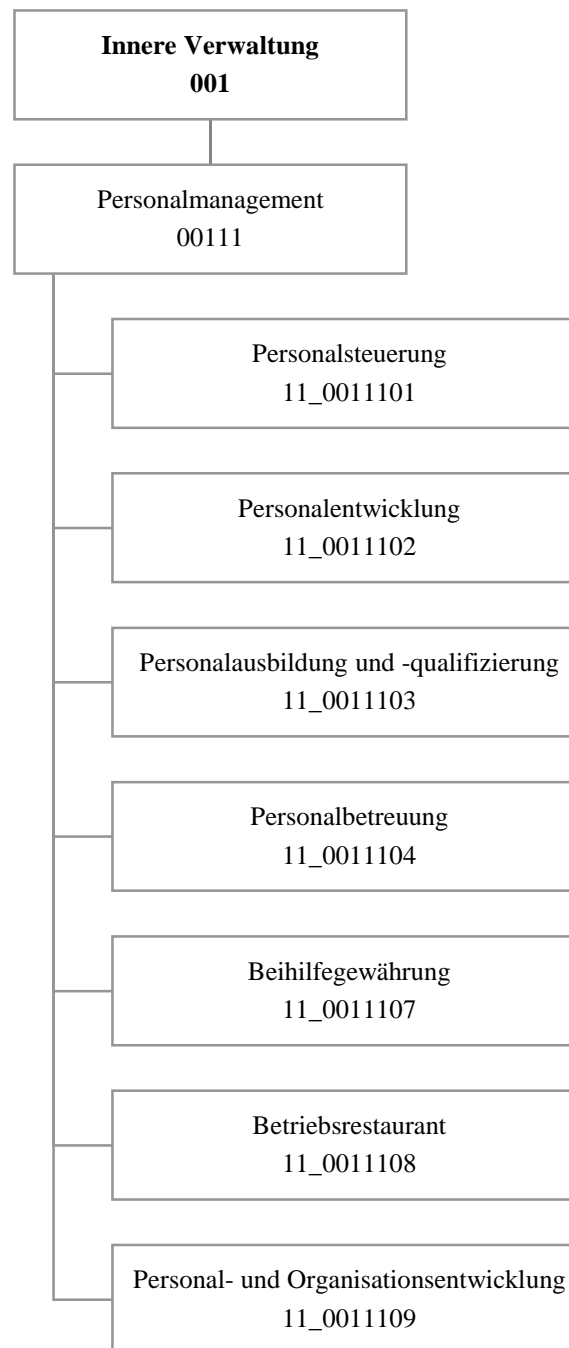 Innere Verwaltung
001
Personalmanagement
00111
Personalsteuerung
11_0011101
Personalentwicklung
11_0011102
Personalausbildung und -qualifizierung
11_0011103
Personalbetreuung
11_0011104
Beihilfegewährung
11_0011107
Betriebsrestaurant
11_0011108
Personal- und Organisationsentwicklung
11_0011109